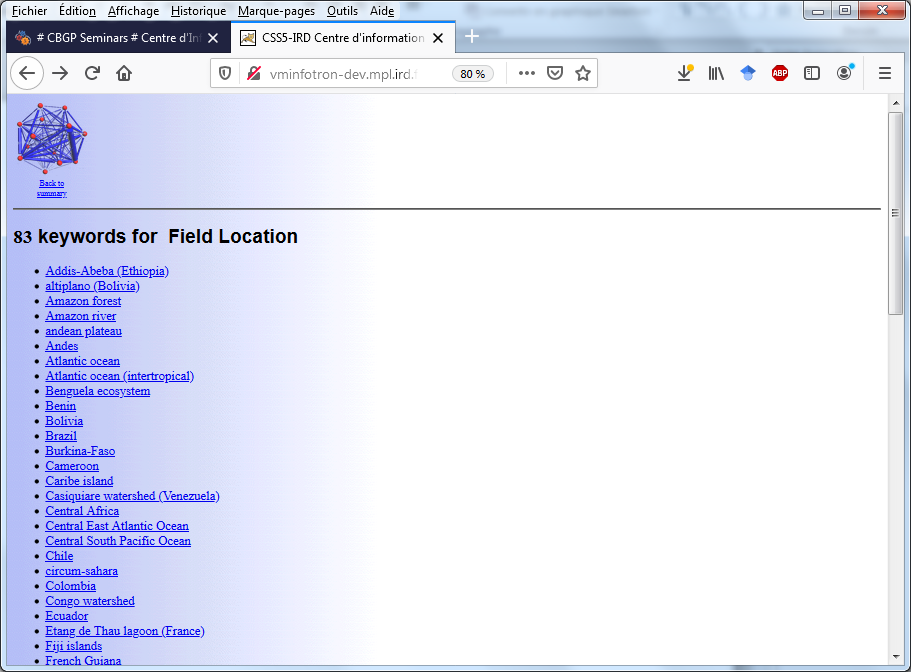 Fichier Édition Affichage Historique Marque-pages Outils Aide
# CBGP Seminars # Centre d'In
CSS5-IRD Centre d'information
vminfotron-dev.mpl.ird.f
80 %
ABP
Back to
summary
83 keywords for Field Location
Addis-Abeba (Ethiopia)
altiplano (Bolivia)
Amazon forest
Amazon river
andean plateau
Andes
Atlantic ocean
Atlantic ocean (intertropical)
Benguela ecosystem
Benin
Bolivia
Brazil
Burkina-Faso
Cameroon
Caribe island
Casiquiare watershed (Venezuela)
Central Africa
Central East Atlantic Ocean
Central South Pacific Ocean
Chile
circum-sahara
Colombia
Congo watershed
Ecuador
Etang de Thau lagoon (France)
Fiji islands
French Guiana